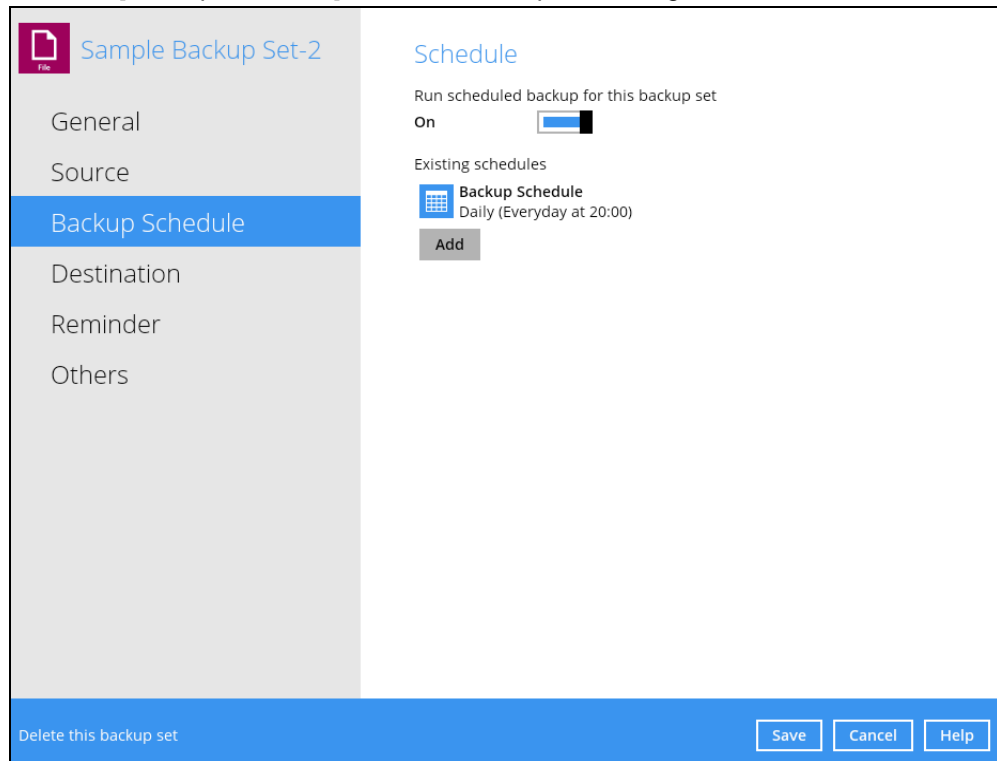 File
Sample Backup Set-2
General
Source
Backup Schedule
Destination
Reminder
Others
Schedule
Run scheduled backup for this backup set
On
Existing schedules
Backup Schedule
Daily (Everyday at 20:00)
Add
Delete this backup set
Save
Cancel
Help